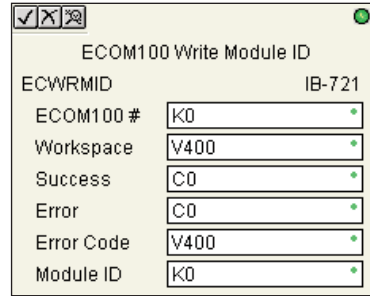 ECOM100 Write Module ID
ECWRMID IB-721
ECOM100 # K0
Workspace V400
Success C0
Error C0
Error Code V400
Module ID K0